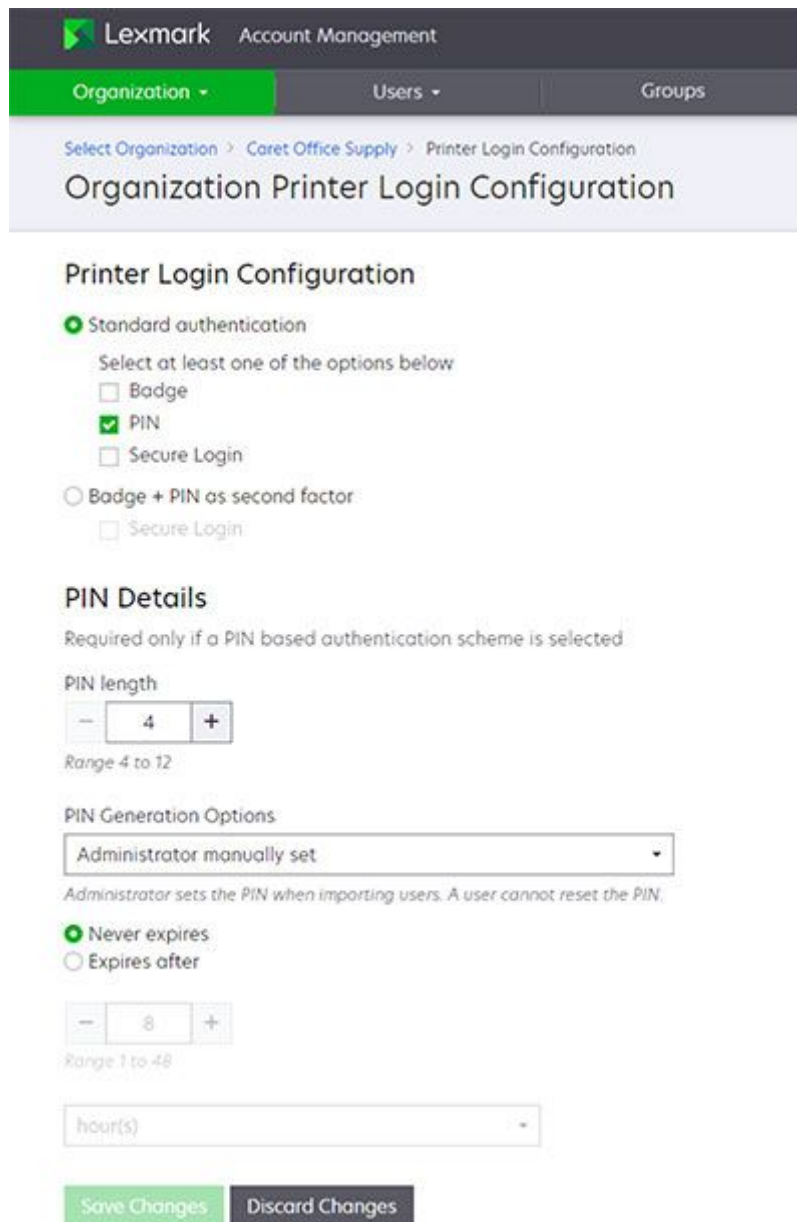 Lexmark Account Management
Organization Users Groups
Select Organization > Caret Office Supply > Printer Login Configuration
Organization Printer Login Configuration
Printer Login Configuration
Standard authentication
Select at least one of the options below
Badge
PIN
Secure Login
Badge + PIN as second factor
Secure Login
PIN Details
Required only if a PIN based authentication scheme is selected
PIN length
− 4 +
Range 4 to 12
PIN Generation Options
Administrator manually set
Administrator sets the PIN when importing users. A user cannot reset the PIN.
Never expires
Expires after
− 8 +
Range 1 to 48
hour(s)
Save Changes Discard Changes